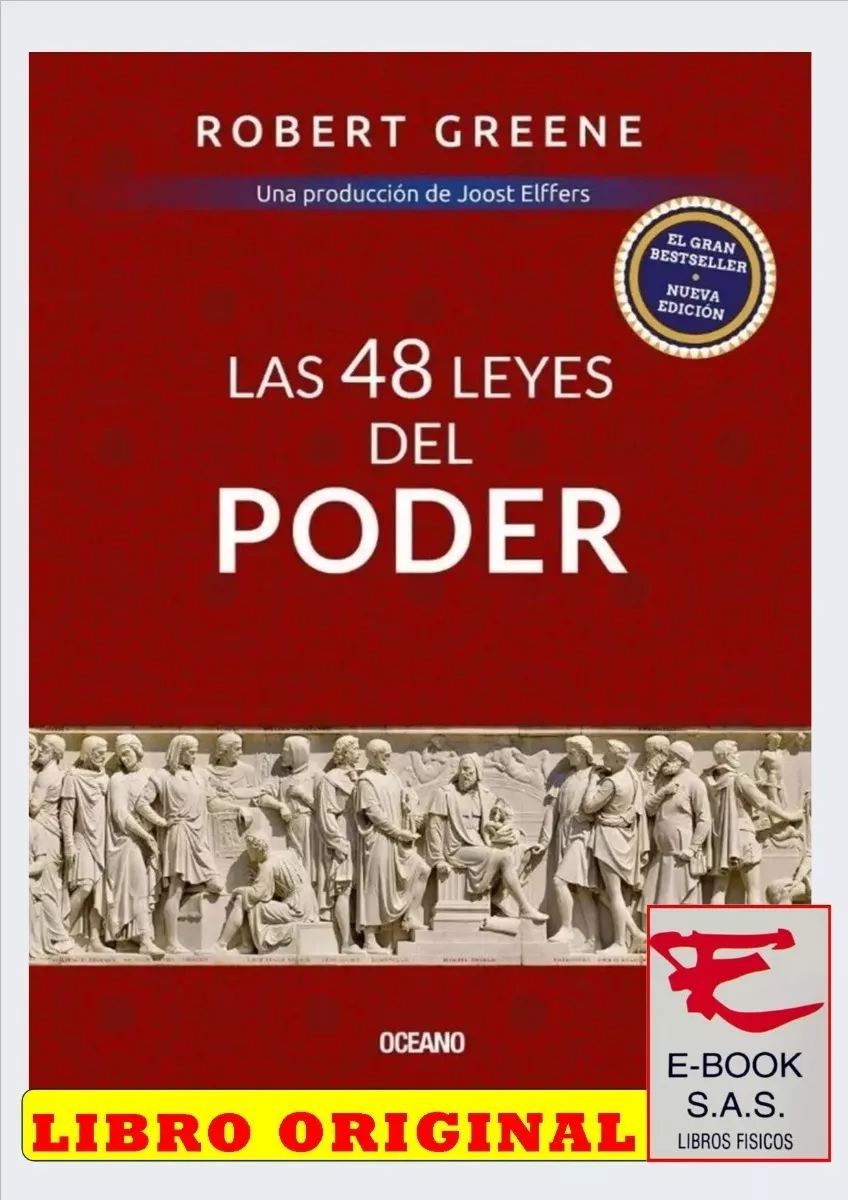 ROBERT GREENE
Una producción de Joost Elffers
EL GRAN
BESTSELLER
NUEVA
EDICIÓN
LAS 48 LEYES
DEL
PODER
OCEANO
E-BOOK
S.A.S.
LIBROS FISICOS
LIBRO ORIGINAL